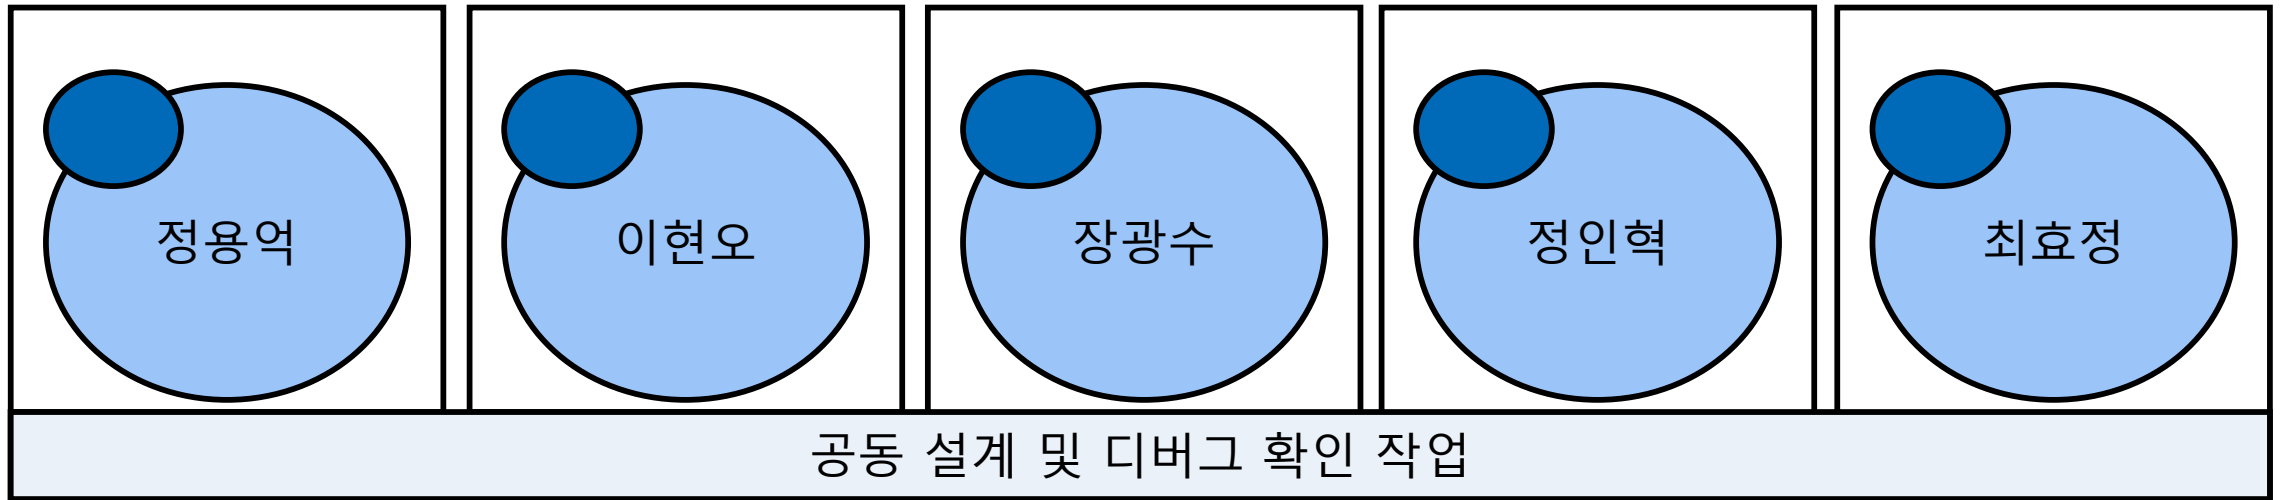 정용억
이현오
장광수
정인혁
최효정
공동 설계 및 디버그 확인 작업